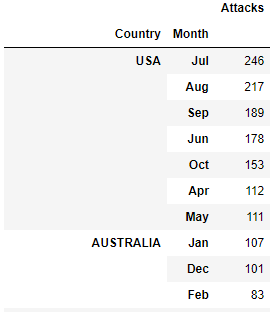 Attacks
Country Month
USA Jul 246
Aug 217
Sep 189
Jun 178
Oct 153
Apr 112
May 111
AUSTRALIA Jan 107
Dec 101
Feb 83